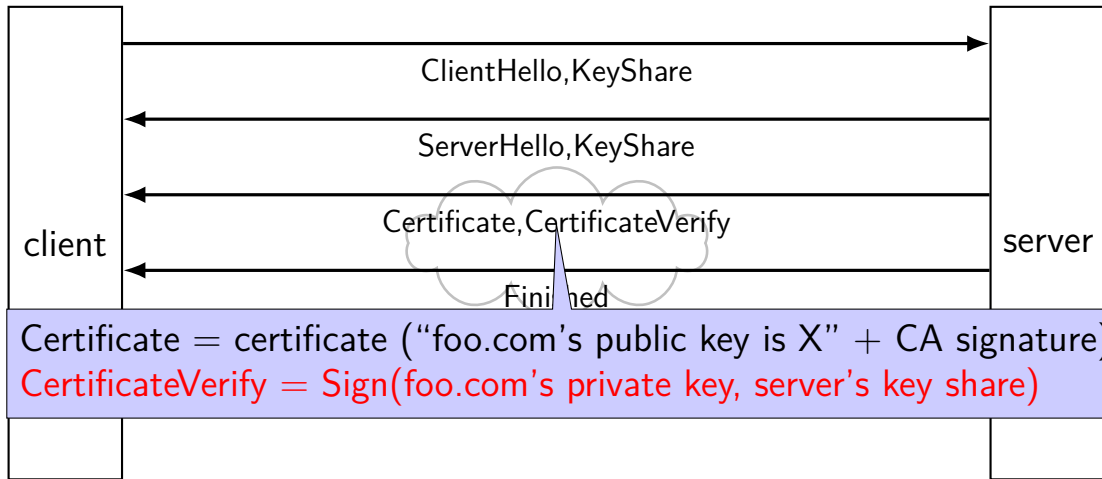 ClientHello,KeyShare
ServerHello,KeyShare
Certificate,CertificateVerify
client
server
Finished
Certificate = certificate (“foo.com’s public key is X” + CA signature)
CertificateVerify = Sign(foo.com’s private key, server’s key share)